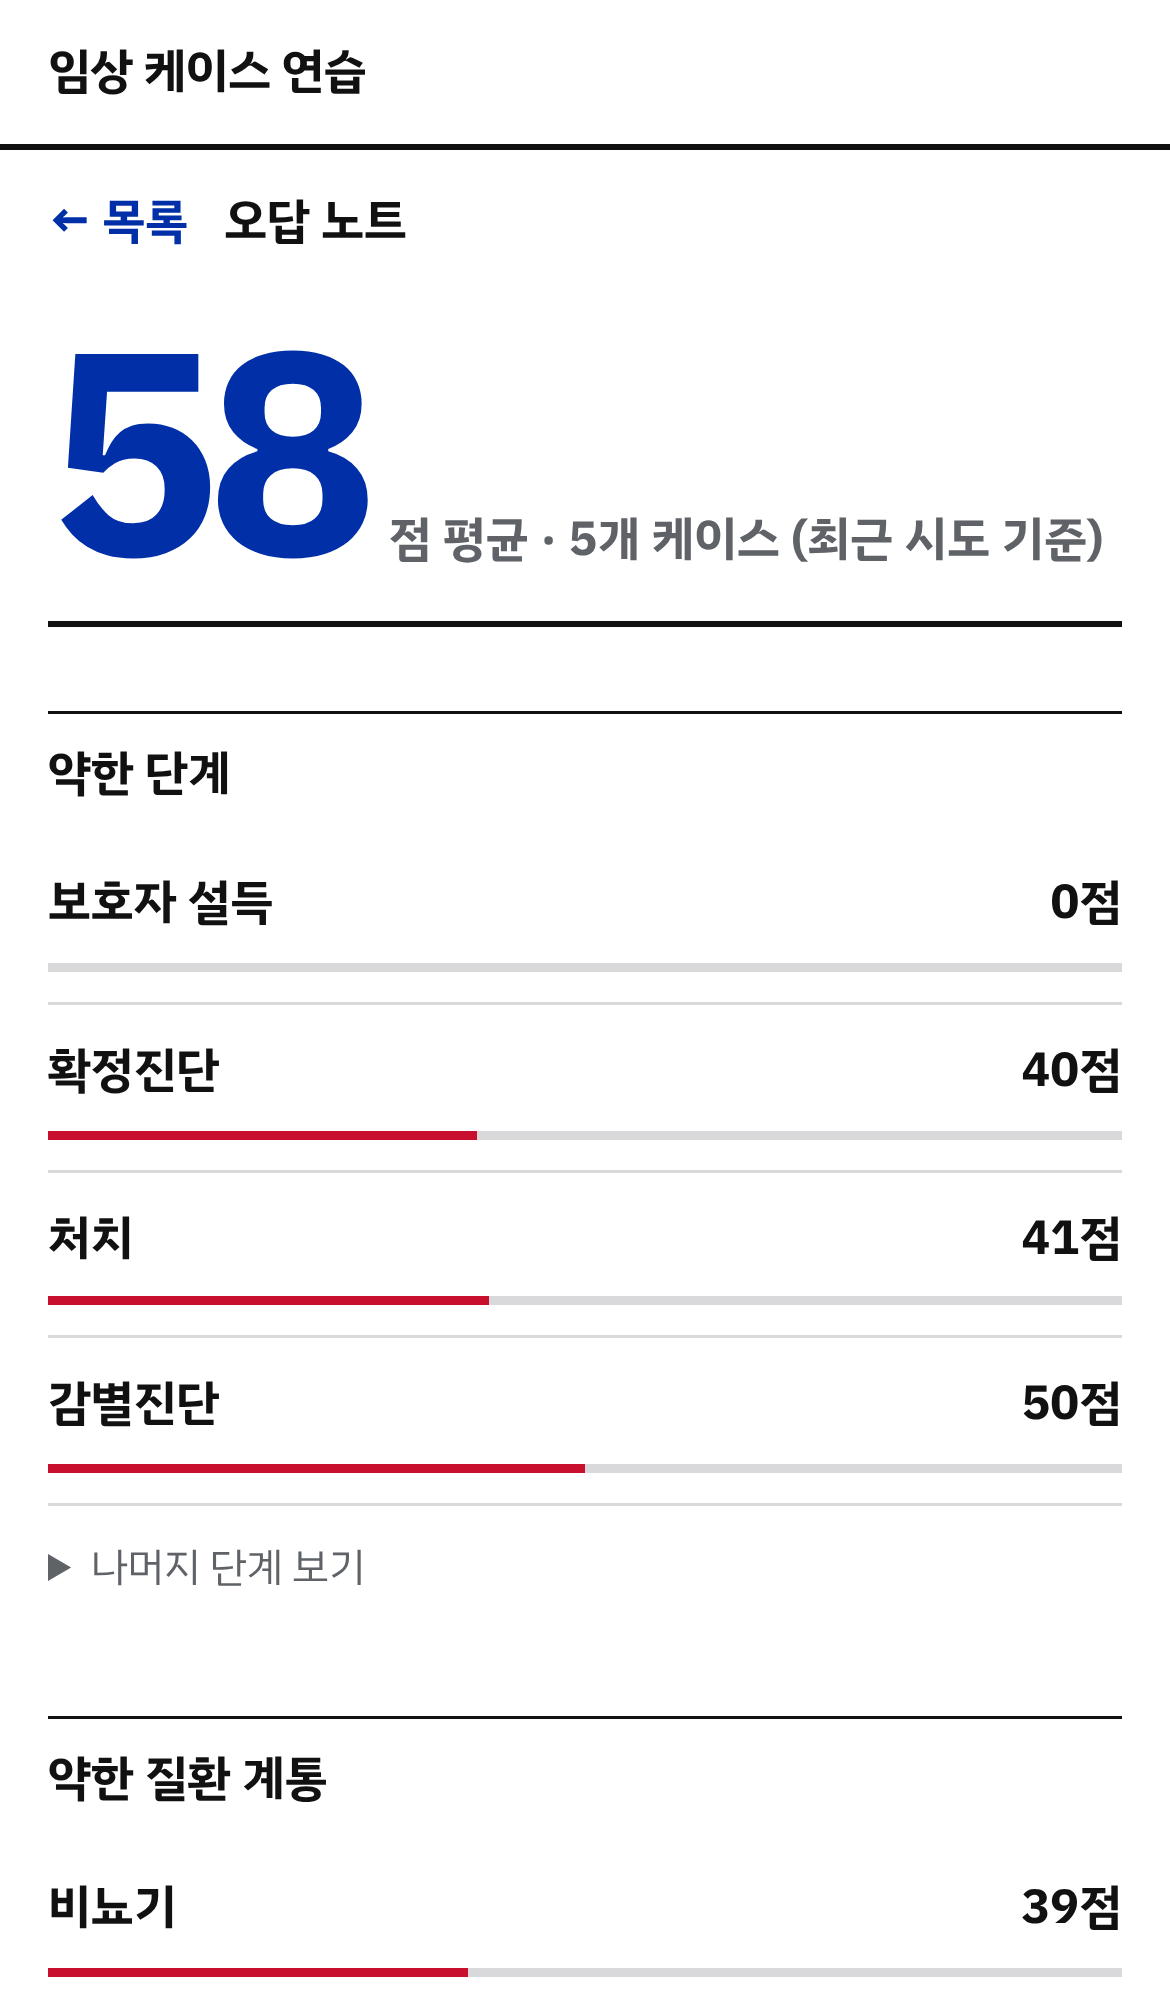 임상 케이스 연습
← 목록 오답 노트
58 점 평균 · 5개 케이스 (최근 시도 기준)
약한 단계
보호자 설득 0점
확정진단 40점
처치 41점
감별진단 50점
▶ 나머지 단계 보기
약한 질환 계통
비뇨기 39점